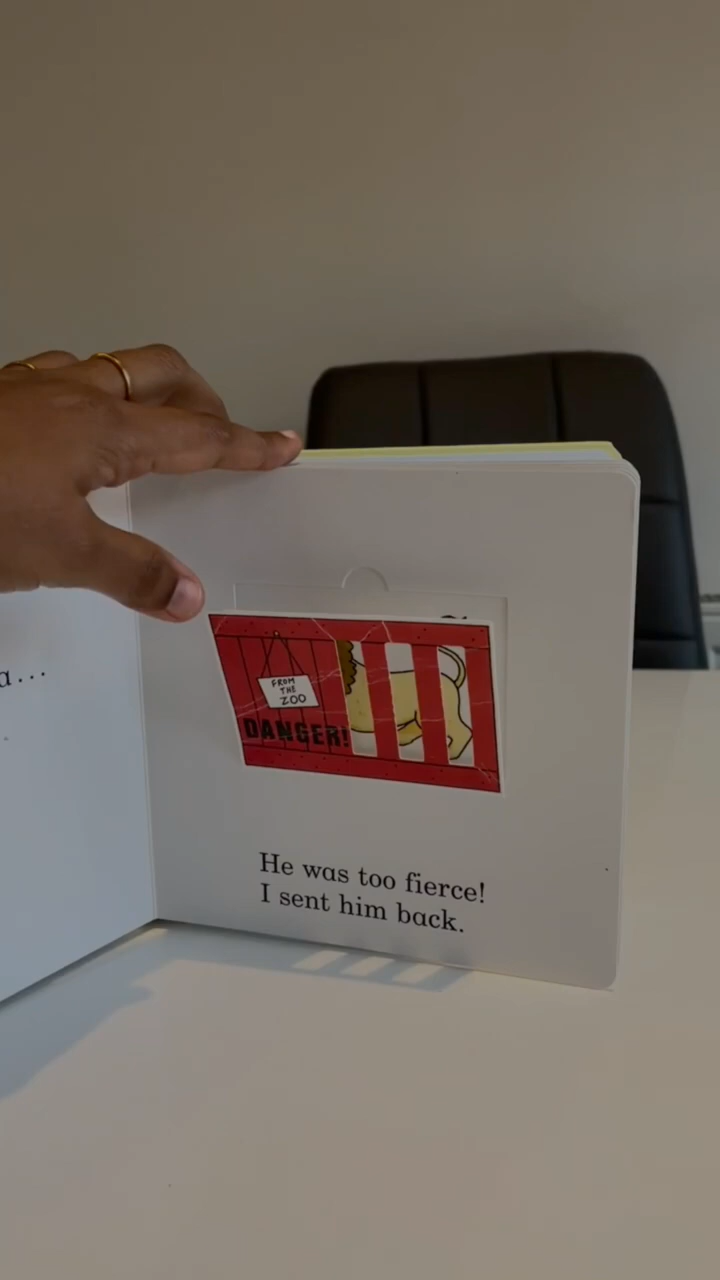 a...
FROM
THE
ZOO
DANGER!
He was too fierce!
I sent him back.